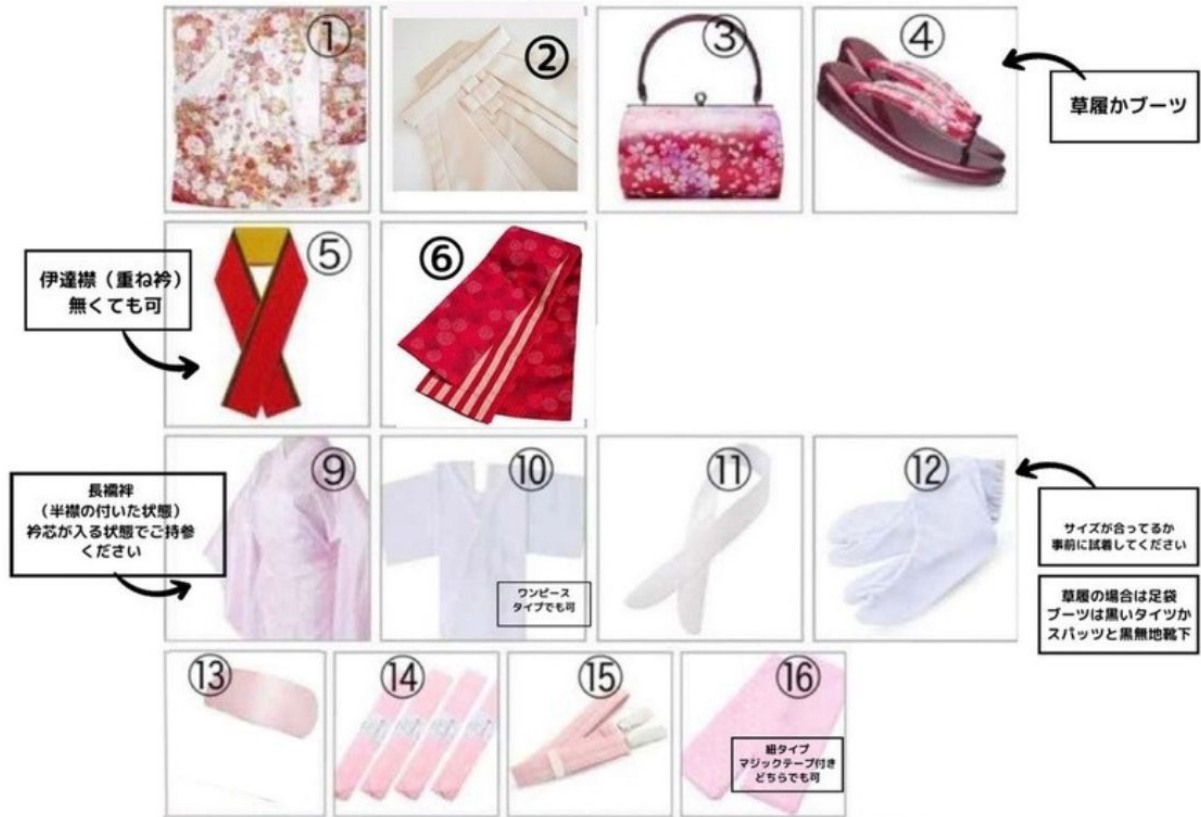 ①
②
③
④
草履かブーツ
伊達襟（重ね衿）
無くても可
⑤
⑥
長襦袢
（半襟の付いた状態）
衿芯が入る状態でご持参
ください
⑨
⑩
ワンピース
タイプでも可
⑪
⑫
サイズが合ってるか
事前に試着してください
草履の場合は足袋
ブーツは黒いタイツか
スパッツと黒無地靴下
⑬
⑭
⑮
⑯
紐タイプ
マジックテープ付き
どちらでも可